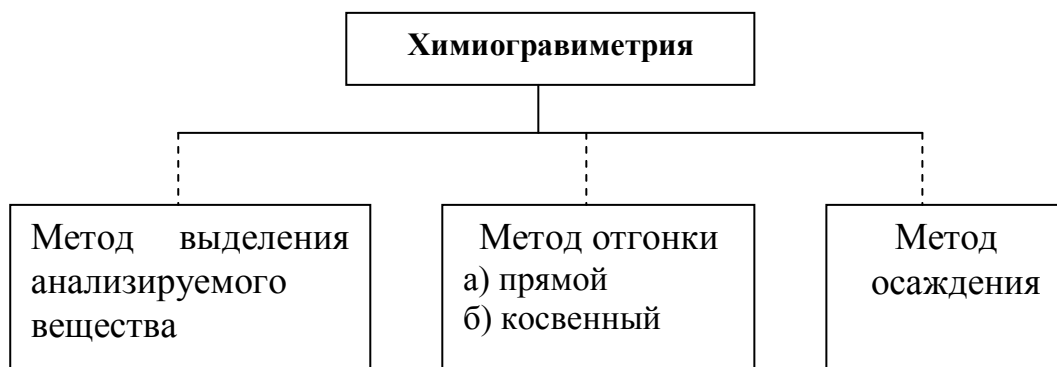 Химиогравиметрия
Метод выделения
анализируемого
вещества
Метод отгонки
а) прямой
б) косвенный
Метод
осаждения